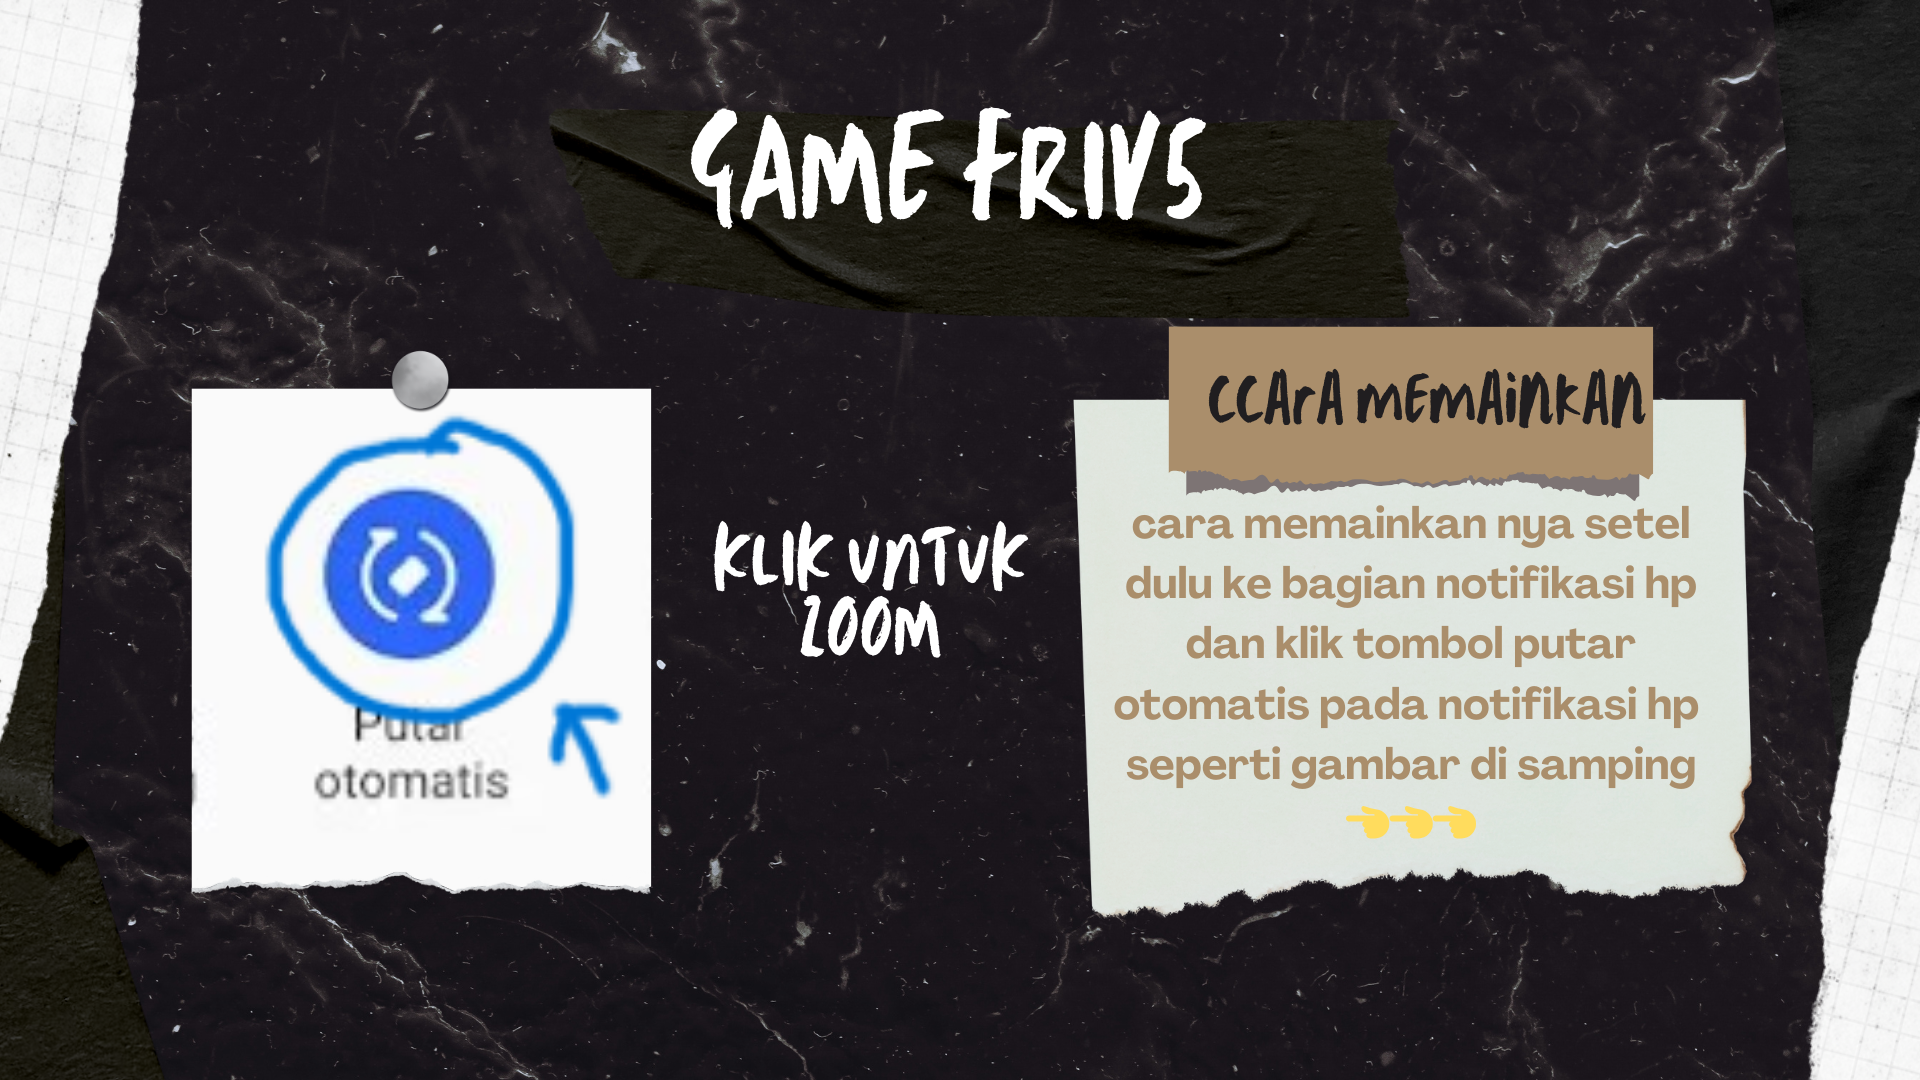 GAME FRIV5
Putar
otomatis
KLIK UNTUK
ZOOM
CCArA mEmAiNKAN
cara memainkan nya setel
dulu ke bagian notifikasi hp
dan klik tombol putar
otomatis pada notifikasi hp
seperti gambar di samping
👈👈👈